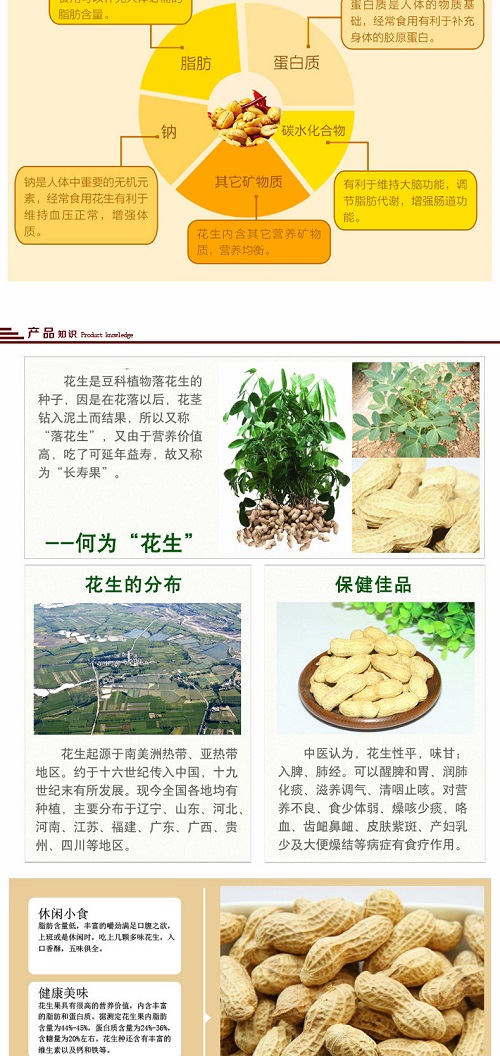 脂肪含量。
蛋白质是人体的物质基
础，经常食用有利于补充
身体的胶原蛋白。
脂肪
蛋白质
钠
碳水化合物
其它矿物质
钠是人体中重要的无机元
素，经常食用花生有利于
维持血压正常，增强体
质。
有利于维持大脑功能，调
节脂肪代谢，增强肠道功
能。
花生内含其它营养矿物
质，营养均衡。
产品知识 Product knowledge
花生是豆科植物落花生的
种子，因是在花落以后，花茎
钻入泥土而结果，所以又称
“落花生”，又由于营养价值
高，吃了可延年益寿，故又称
为“长寿果”。
--何为“花生”
花生的分布
花生起源于南美洲热带、亚热带
地区。约于十六世纪传入中国，十九
世纪末有所发展。现今全国各地均有
种植，主要分布于辽宁、山东、河北、
河南、江苏、福建、广东、广西、贵
州、四川等地区。
保健佳品
中医认为，花生性平，味甘；
入脾、肺经。可以醒脾和胃、润肺
化痰、滋养调气、清咽止咳。对营
养不良、食少体弱、燥咳少痰、咯
血、齿衄鼻衄、皮肤紫斑、产妇乳
少及大便燥结等病症有食疗作用。
休闲小食
脂肪含量低，丰富的嚼劲满足口腹之欲，
上班或是休闲时，吃上几颗多味花生，入
口香酥，五味俱全。
健康美味
花生果具有很高的营养价值，内含丰富
的脂肪和蛋白质。据测定花生果内脂肪
含量为44%-45%，蛋白质含量为24%-36%，
含糖量为20%左右。花生种还含有丰富的
维生素以及钙和铁等。